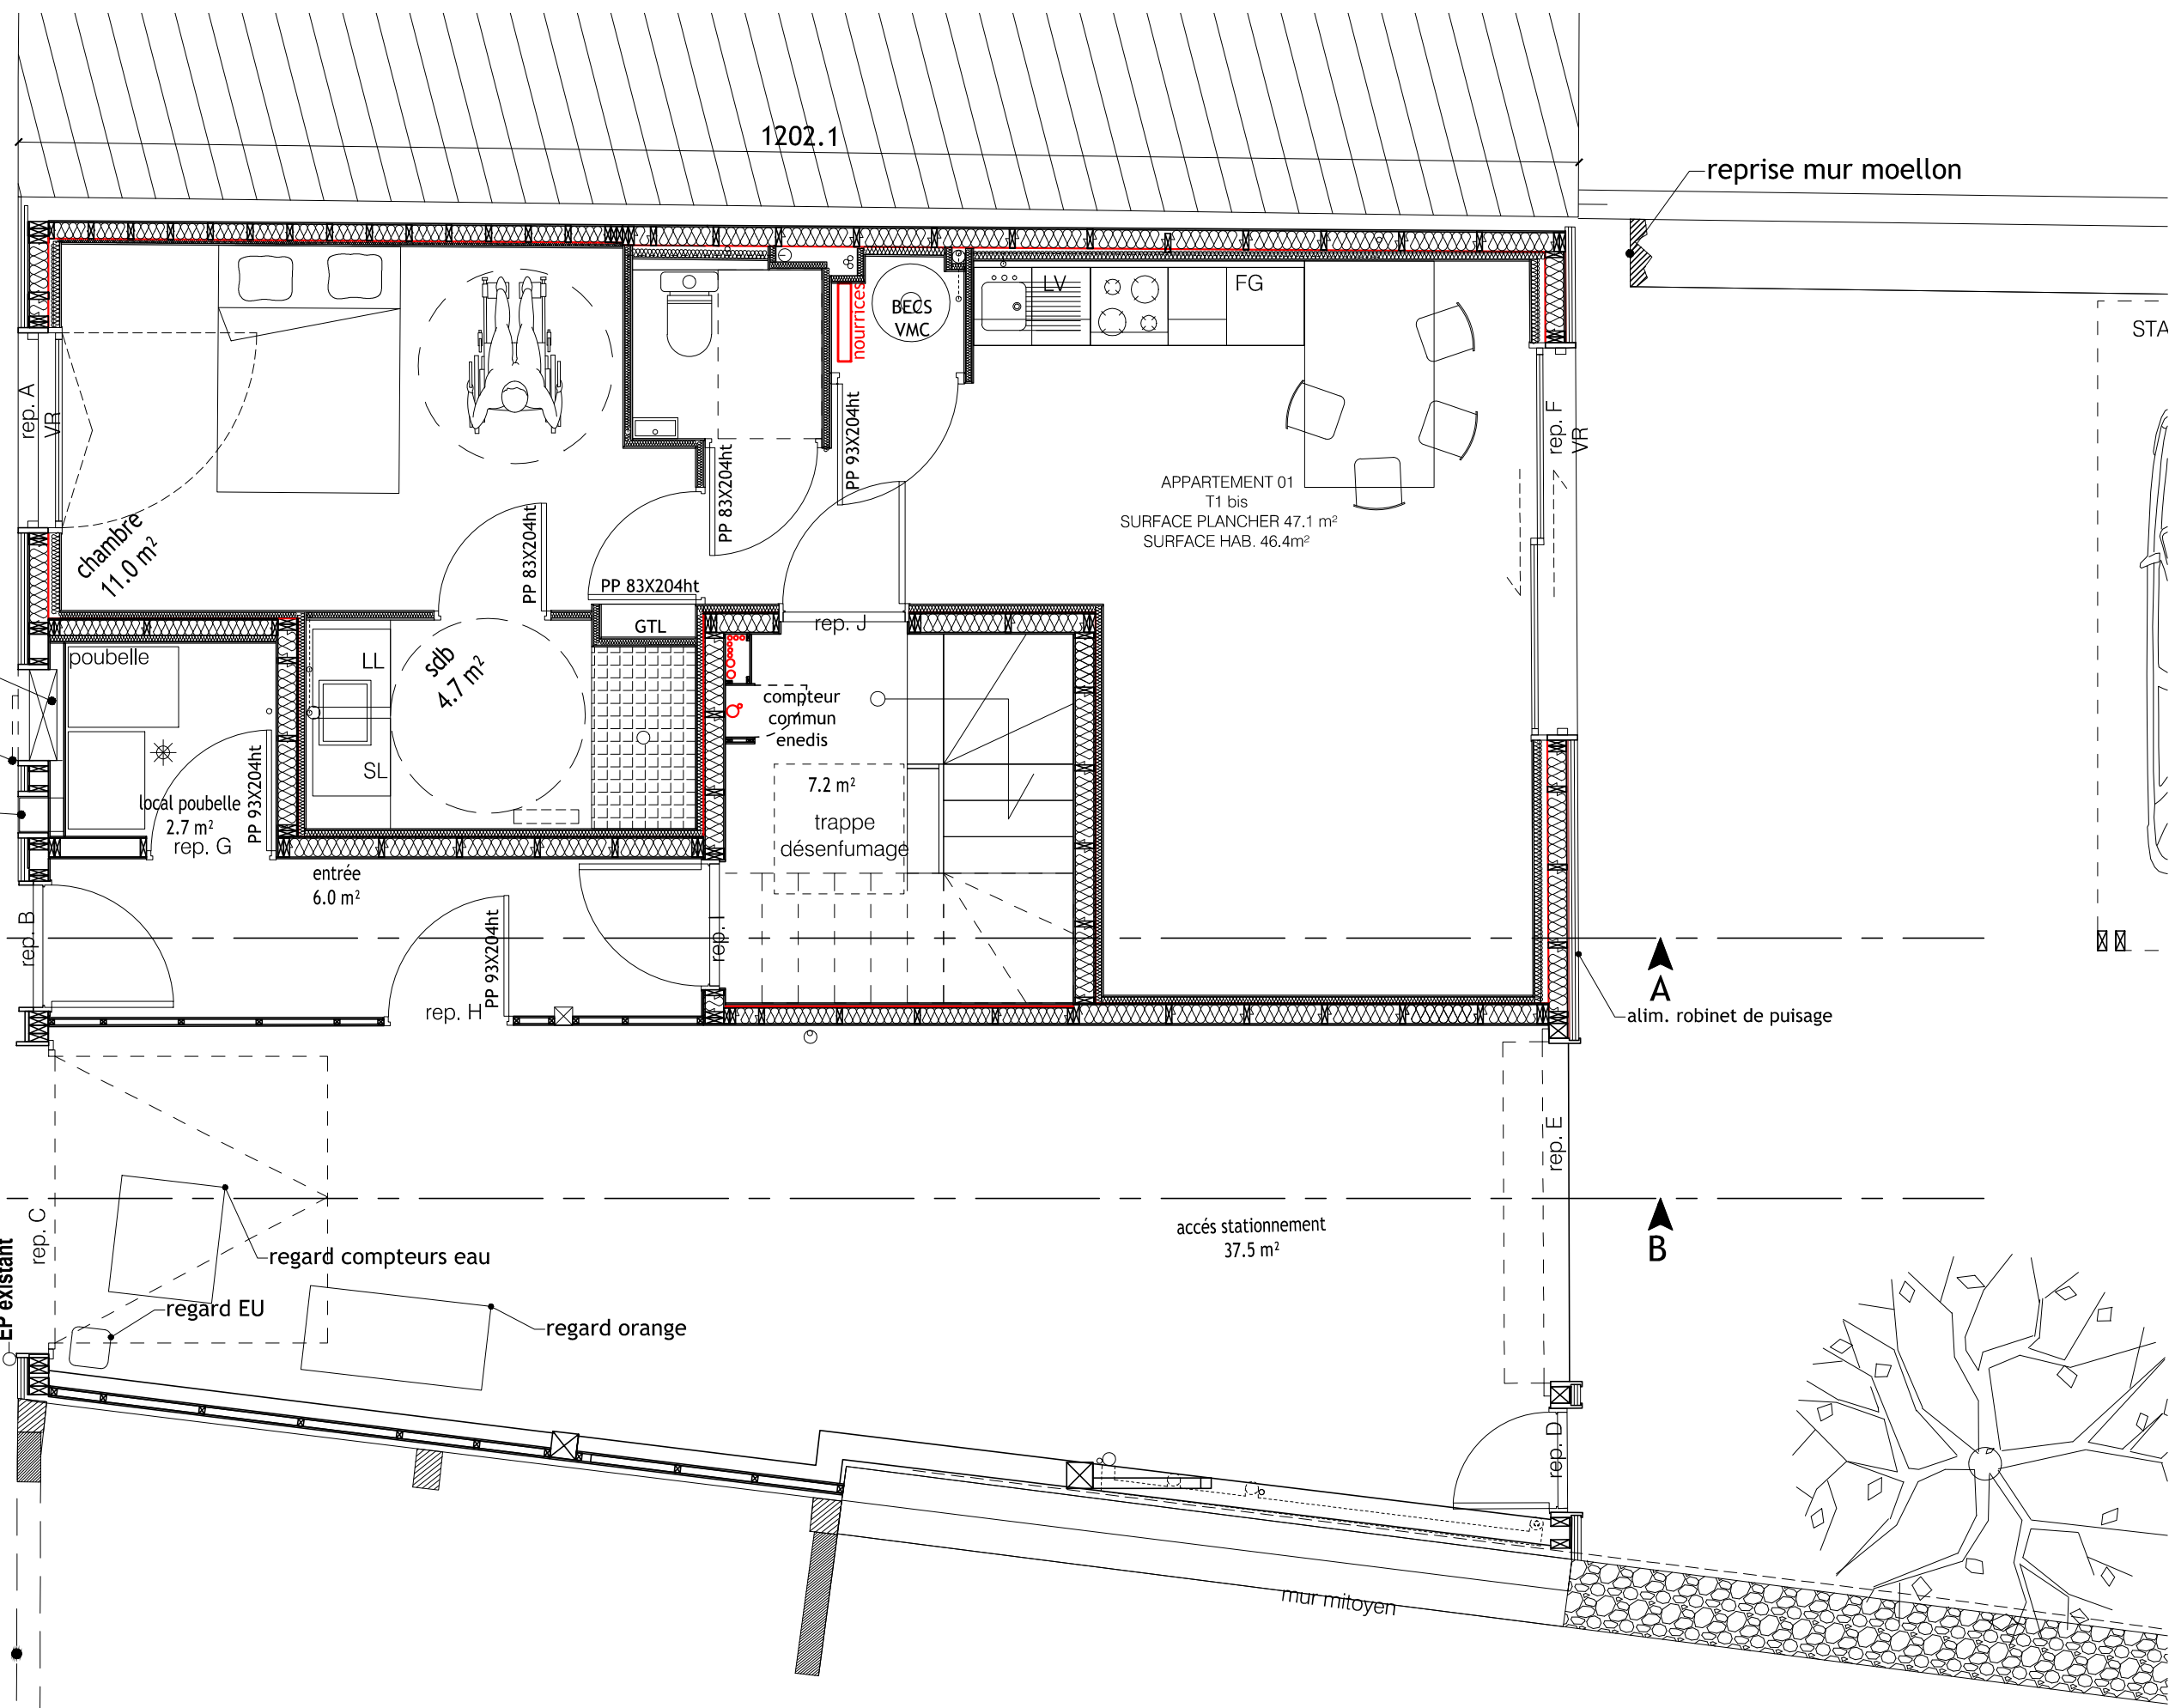 1202.1
reprise mur moellon
STA
rep. A
VR
chambre
11.0 m²
nourrices
BECS
VMC
LV
FG
PP 93X204ht
PP 83X204ht
PP 83X204ht
PP 83X204ht
rep. F
VR
APPARTEMENT 01
T1 bis
SURFACE PLANCHER 47.1 m²
SURFACE HAB. 46.4m²
GTL
rep. J
poubelle
LL
sdb
4.7 m²
SL
compteur
commun
enedis
7.2 m²
trappe
désenfumage
local poubelle
2.7 m²
rep. G
PP 93X204ht
entrée
6.0 m²
rep. B
rep. I
PP 93X204ht
rep. H
A
alim. robinet de puisage
rep. E
rep. C
accés stationnement
37.5 m²
B
regard compteurs eau
EP existant
regard EU
regard orange
rep. D
mur mitoyen